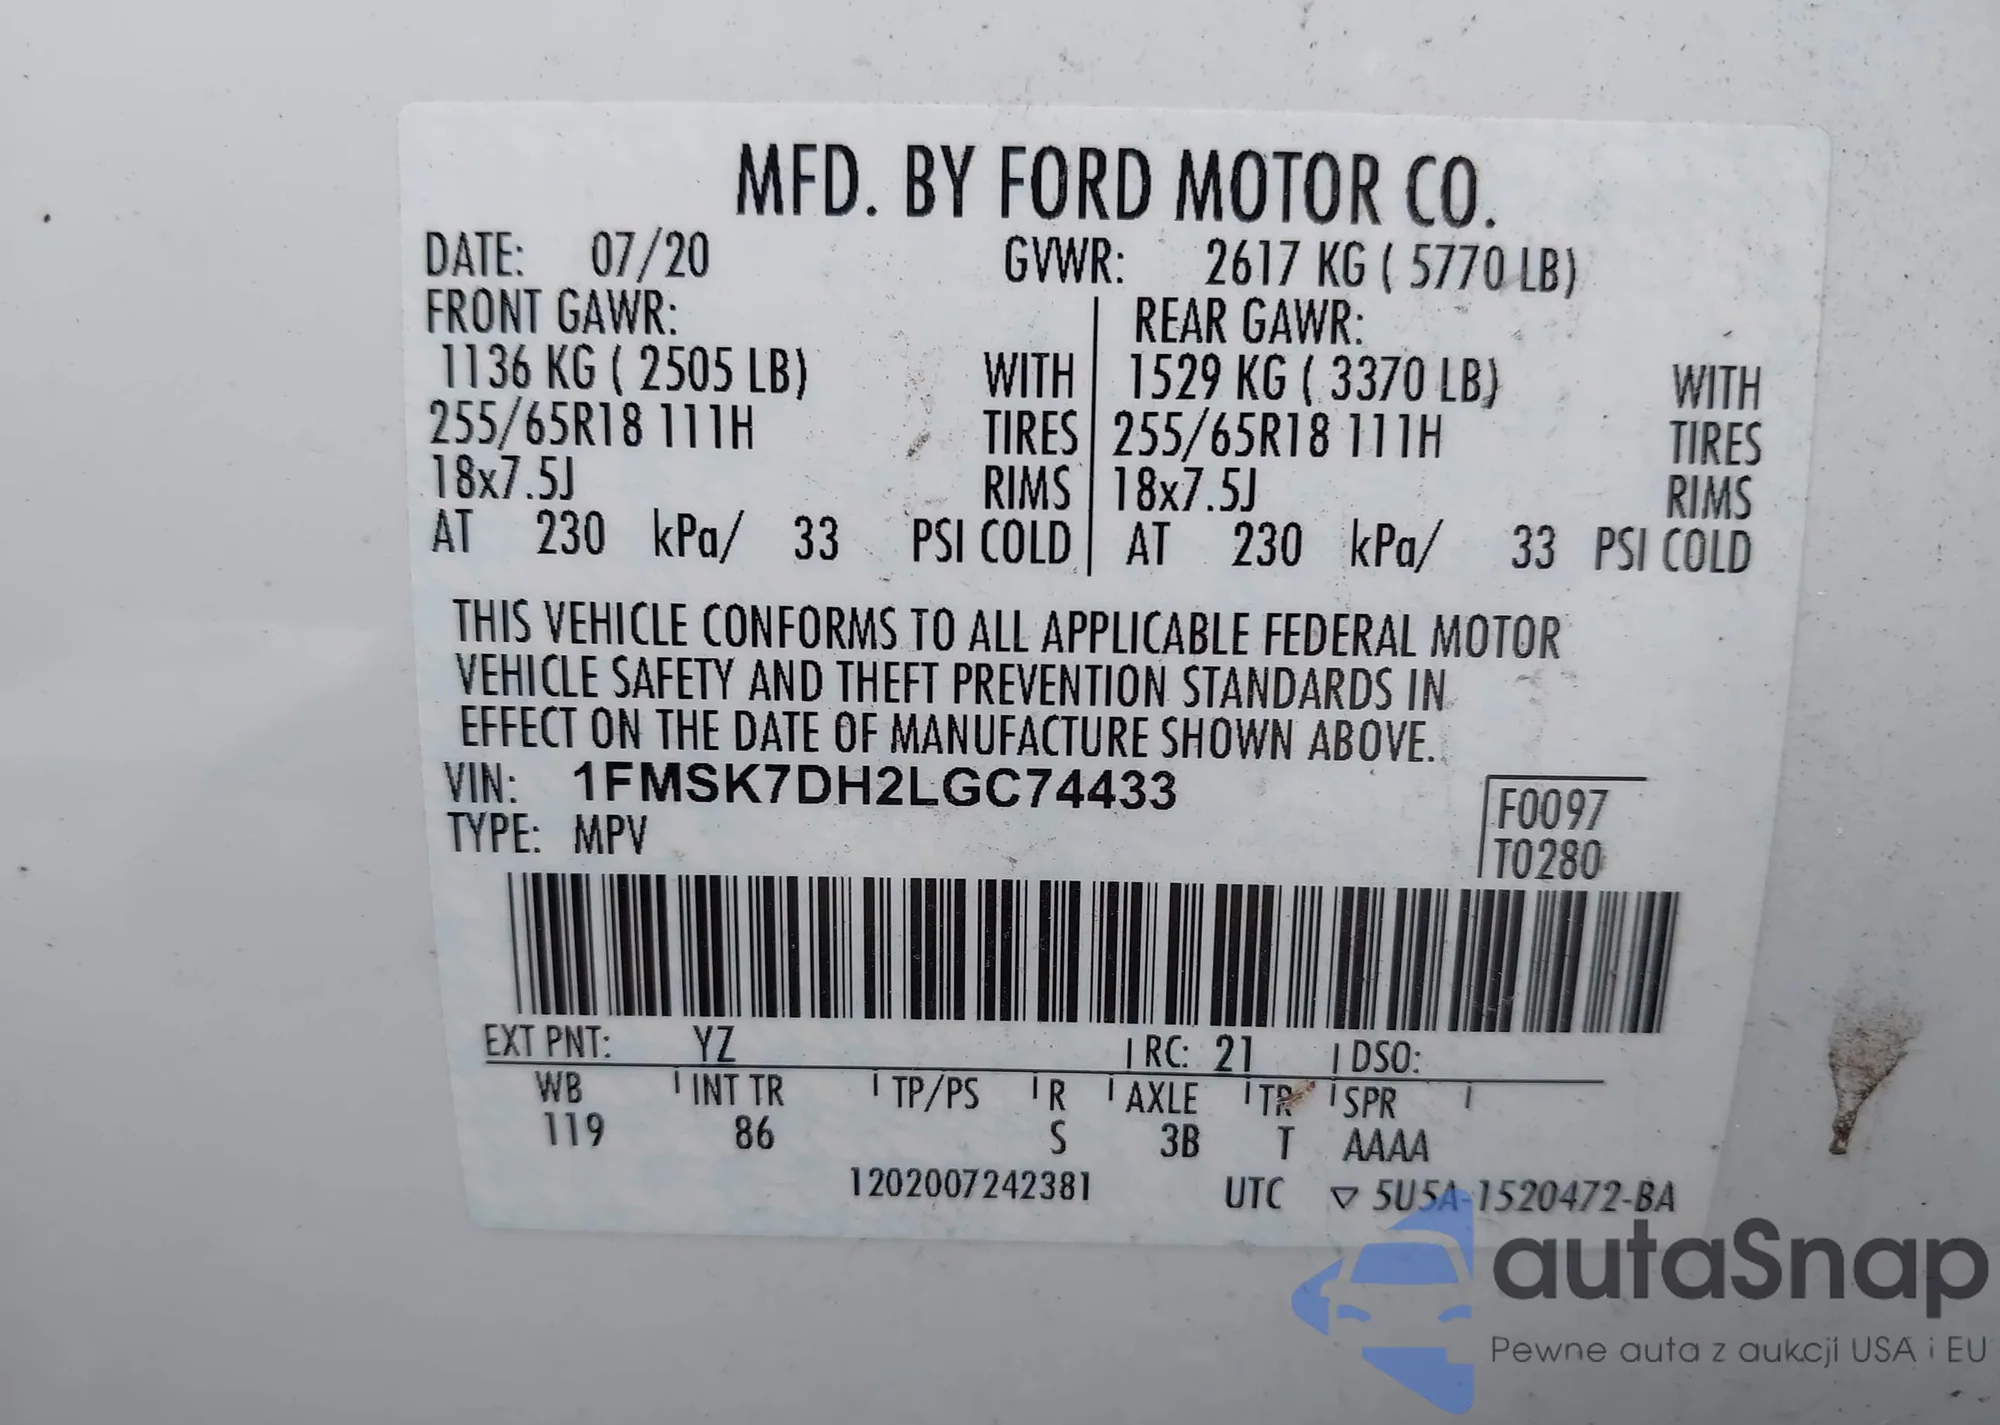 MFD. BY FORD MOTOR CO.
DATE: 07/20 GVWR: 2617 KG ( 5770 LB)
FRONT GAWR: REAR GAWR:
1136 KG ( 2505 LB) WITH 1529 KG ( 3370 LB) WITH
255/65R18 111H TIRES 255/65R18 111H TIRES
18x7.5J RIMS 18x7.5J RIMS
AT 230 kPa/ 33 PSI COLD AT 230 kPa/ 33 PSI COLD
THIS VEHICLE CONFORMS TO ALL APPLICABLE FEDERAL MOTOR
VEHICLE SAFETY AND THEFT PREVENTION STANDARDS IN
EFFECT ON THE DATE OF MANUFACTURE SHOWN ABOVE.
VIN: 1FMSK7DH2LGC74433
F0097
TYPE: MPV
T0280
EXT PNT: YZ RC: 21 DSO:
WB INT TR TP/PS R AXLE TR SPR
119 86 S 3B T AAAA
1202007242381 UTC ▽ 5U5A-1520472-BA
autaSnap
Pewne auta z aukcji USA i EU